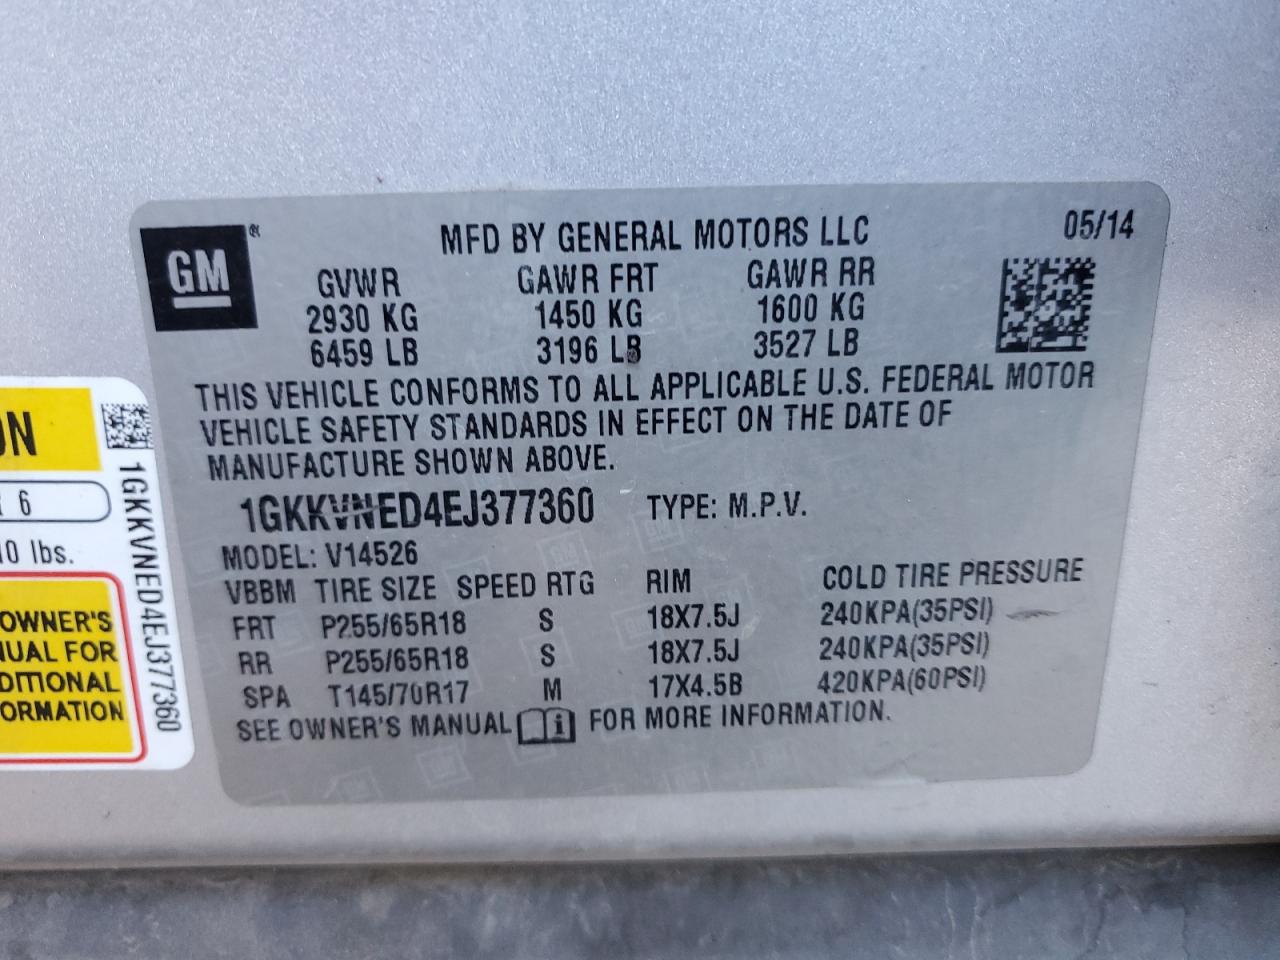 GM ®
MFD BY GENERAL MOTORS LLC 05/14
GVWR GAWR FRT GAWR RR
2930 KG 1450 KG 1600 KG
6459 LB 3196 LB 3527 LB
THIS VEHICLE CONFORMS TO ALL APPLICABLE U.S. FEDERAL MOTOR
VEHICLE SAFETY STANDARDS IN EFFECT ON THE DATE OF
MANUFACTURE SHOWN ABOVE.
1GKKVNED4EJ377360 TYPE: M.P.V.
MODEL: V14526
VBBM TIRE SIZE SPEED RTG RIM COLD TIRE PRESSURE
FRT P255/65R18 S 18X7.5J 240KPA(35PSI)
RR P255/65R18 S 18X7.5J 240KPA(35PSI)
SPA T145/70R17 M 17X4.5B 420KPA(60PSI)
SEE OWNER'S MANUAL i FOR MORE INFORMATION.
ON
6
0 lbs.
OWNER'S
UAL FOR
DITIONAL
ORMATION
1GKKVNED4EJ377360